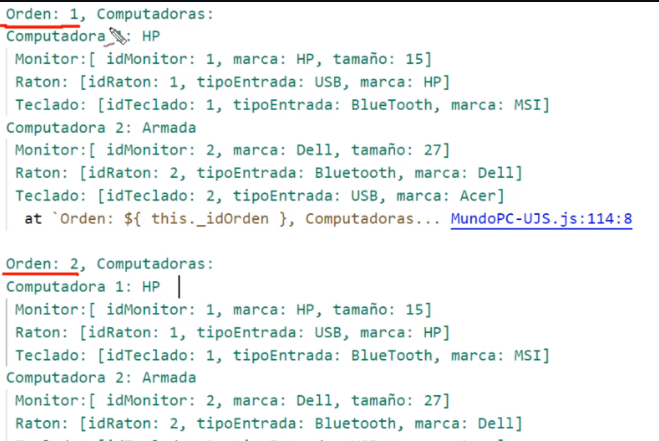 Orden: 1, Computadoras:
Computadora 1: HP
Monitor:[ idMonitor: 1, marca: HP, tamaño: 15]
Raton: [idRaton: 1, tipoEntrada: USB, marca: HP]
Teclado: [idTeclado: 1, tipoEntrada: BlueTooth, marca: MSI]
Computadora 2: Armada
Monitor:[ idMonitor: 2, marca: Dell, tamaño: 27]
Raton: [idRaton: 2, tipoEntrada: Bluetooth, marca: Dell]
Teclado: [idTeclado: 2, tipoEntrada: USB, marca: Acer]
at `Orden: ${ this._idOrden }, Computadoras... MundoPC-UJS.js:114:8
Orden: 2, Computadoras:
Computadora 1: HP
Monitor:[ idMonitor: 1, marca: HP, tamaño: 15]
Raton: [idRaton: 1, tipoEntrada: USB, marca: HP]
Teclado: [idTeclado: 1, tipoEntrada: BlueTooth, marca: MSI]
Computadora 2: Armada
Monitor:[ idMonitor: 2, marca: Dell, tamaño: 27]
Raton: [idRaton: 2, tipoEntrada: Bluetooth, marca: Dell]